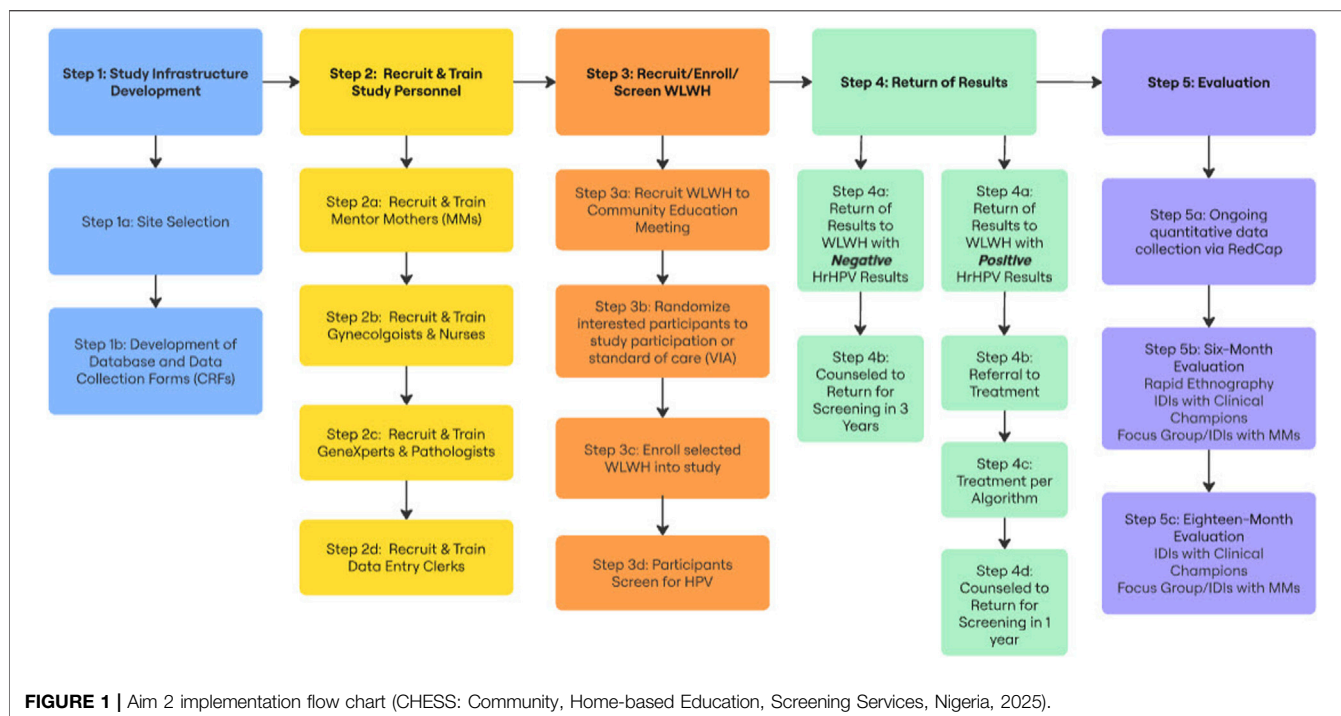 Step 1: Study Infrastructure
Development
Step 2: Recruit & Train
Study Personnel
Step 3: Recruit/Enroll/
Screen WLWH
Step 4: Return of Results
Step 5: Evaluation
Step 1a: Site Selection
Step 1b: Development of
Database and Data
Collection Forms (CRFs)
Step 2a: Recruit & Train
Mentor Mothers (MMs)
Step 2b: Recruit & Train
Gynecolgoists & Nurses
Step 2c: Recruit & Train
GeneXperts & Pathologists
Step 2d: Recruit & Train
Data Entry Clerks
Step 3a: Recruit WLWH to
Community Education
Meeting
Step 3b: Randomize
interested participants to
study participation or
standard of care (VIA)
Step 3c: Enroll selected
WLWH into study
Step 3d: Participants
Screen for HPV
Step 4a:
Return of
Results to
WLWH with
Negative
HrHPV Results
Step 4b:
Counseled to
Return for
Screening in 3
Years
Step 4a:
Return of
Results to
WLWH with
Positive
HrHPV Results
Step 4b:
Referral to
Treatment
Step 4c:
Treatment per
Algorithm
Step 4d:
Counseled to
Return for
Screening in 1
year
Step 5a: Ongoing
quantitative data
collection via RedCap
Step 5b: Six-Month
Evaluation
Rapid Ethnography
IDIs with Clinical
Champions
Focus Group/IDIs with MMs
Step 5c: Eighteen-Month
Evaluation
IDIs with Clinical
Champions
Focus Group/IDIs with MMs
FIGURE 1 | Aim 2 implementation flow chart (CHESS: Community, Home-based Education, Screening Services, Nigeria, 2025).